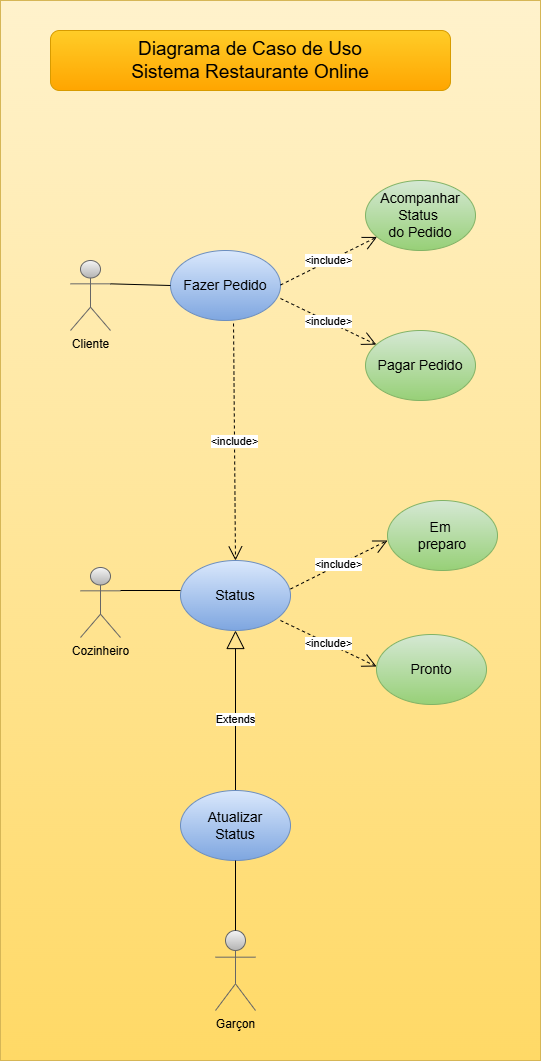 Diagrama de Caso de Uso
Sistema Restaurante Online
Acompanhar
Status
do Pedido
<include>
Fazer Pedido
<include>
Cliente
Pagar Pedido
<include>
Em
preparo
<include>
Status
Cozinheiro
<include>
Pronto
Extends
Atualizar
Status
Garçon